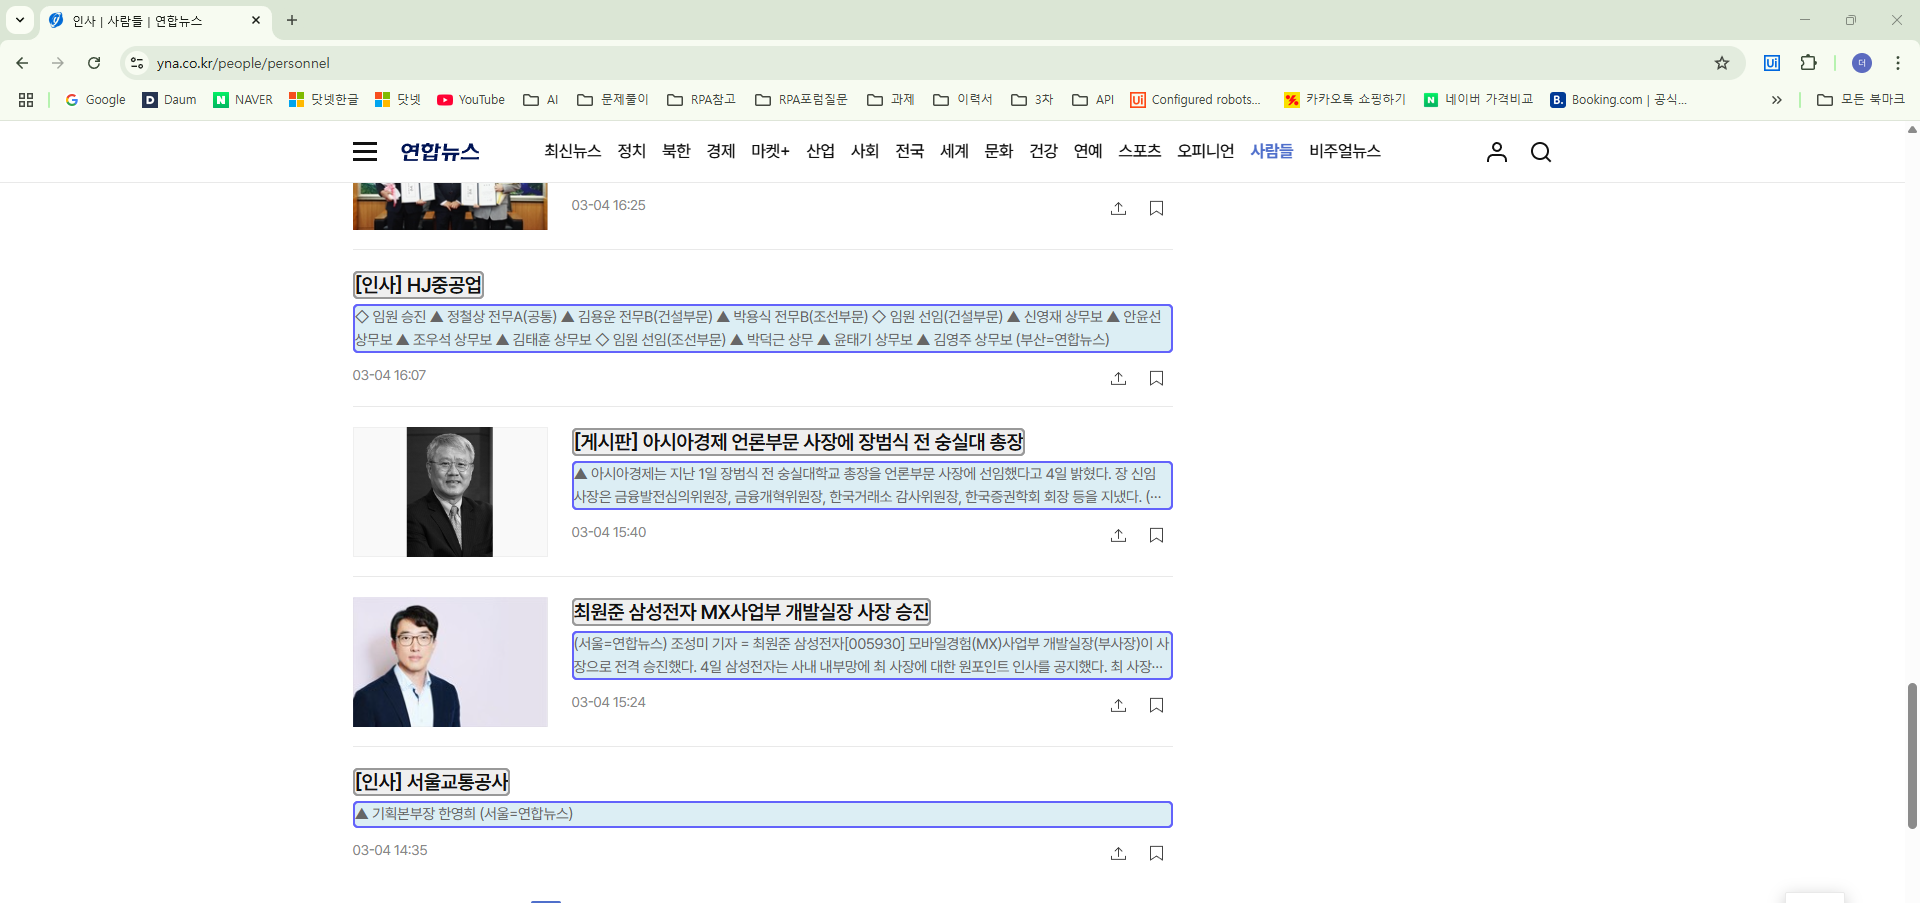 인사 | 사람들 | 연합뉴스
yna.co.kr/people/personnel
Ui
더
Google
Daum
NAVER
닷넷한글
닷넷
YouTube
AI
문제풀이
RPA참고
RPA포럼질문
과제
이력서
3차
API
Configured robots...
카카오톡 쇼핑하기
네이버 가격비교
Booking.com | 공식...
모든 북마크
연합뉴스
최신뉴스 정치 북한 경제 마켓+ 산업 사회 전국 세계 문화 건강 연예 스포츠 오피니언 사람들 비주얼뉴스
03-04 16:25
[인사] HJ중공업
◇ 임원 승진 ▲ 정철상 전무A(공통) ▲ 김용운 전무B(건설부문) ▲ 박용식 전무B(조선부문) ◇ 임원 선임(건설부문) ▲ 신영재 상무보 ▲ 안윤선
상무보 ▲ 조우석 상무보 ▲ 김태훈 상무보 ◇ 임원 선임(조선부문) ▲ 박덕근 상무 ▲ 윤태기 상무보 ▲ 김영주 상무보 (부산=연합뉴스)
03-04 16:07
[게시판] 아시아경제 언론부문 사장에 장범식 전 숭실대 총장
▲ 아시아경제는 지난 1일 장범식 전 숭실대학교 총장을 언론부문 사장에 선임했다고 4일 밝혔다. 장 신임
사장은 금융발전심의위원장, 금융개혁위원장, 한국거래소 감사위원장, 한국증권학회 회장 등을 지냈다. (…
03-04 15:40
최원준 삼성전자 MX사업부 개발실장 사장 승진
(서울=연합뉴스) 조성미 기자 = 최원준 삼성전자[005930] 모바일경험(MX)사업부 개발실장(부사장)이 사
장으로 전격 승진했다. 4일 삼성전자는 사내 내부망에 최 사장에 대한 원포인트 인사를 공지했다. 최 사장…
03-04 15:24
[인사] 서울교통공사
▲ 기획본부장 한영희 (서울=연합뉴스)
03-04 14:35